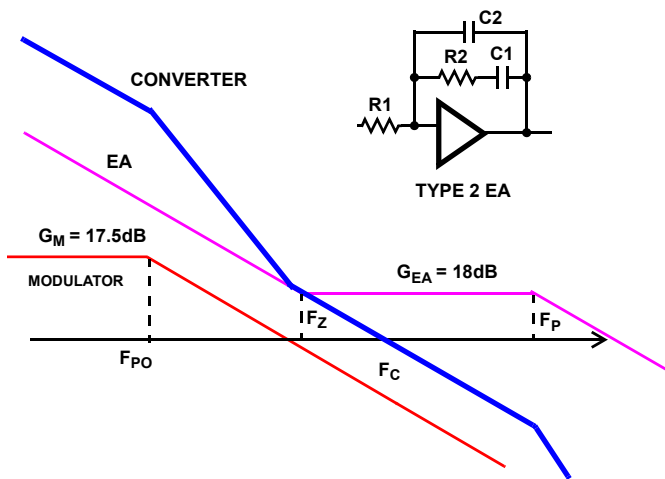 C2
CONVERTER
R2
C1
R1
EA
TYPE 2 EA
G_M = 17.5dB
MODULATOR
G_EA = 18dB
F_Z
F_P
F_PO
F_C